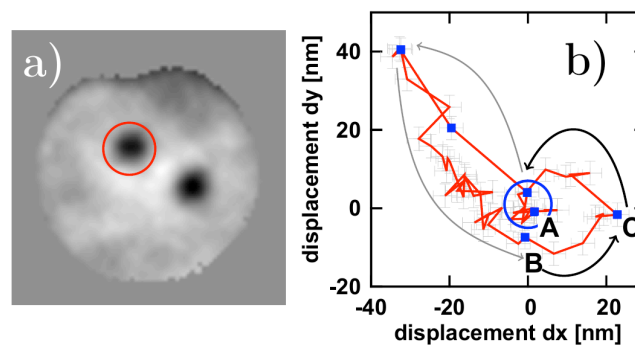 a)
b)
displacement dy [nm]
40
20
0
-20
A
B
C
-40
-20
0
20
displacement dx [nm]